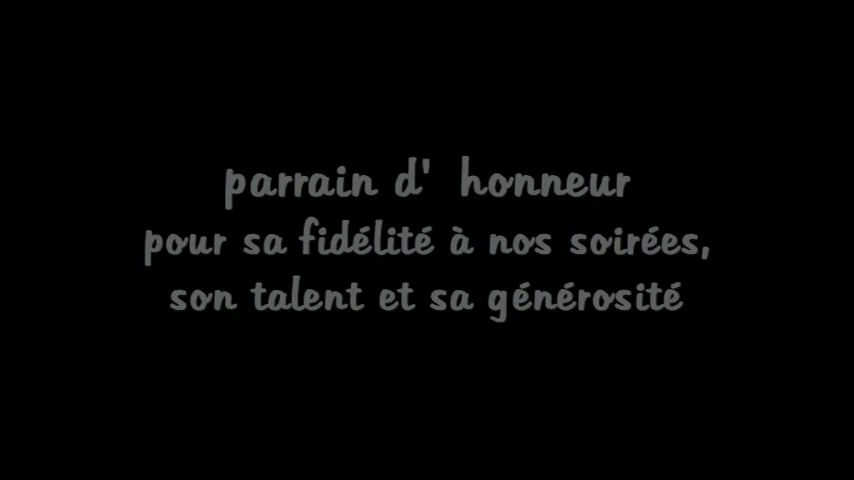 parrain d' honneur
pour sa fidélité à nos soirées,
son talent et sa générosité